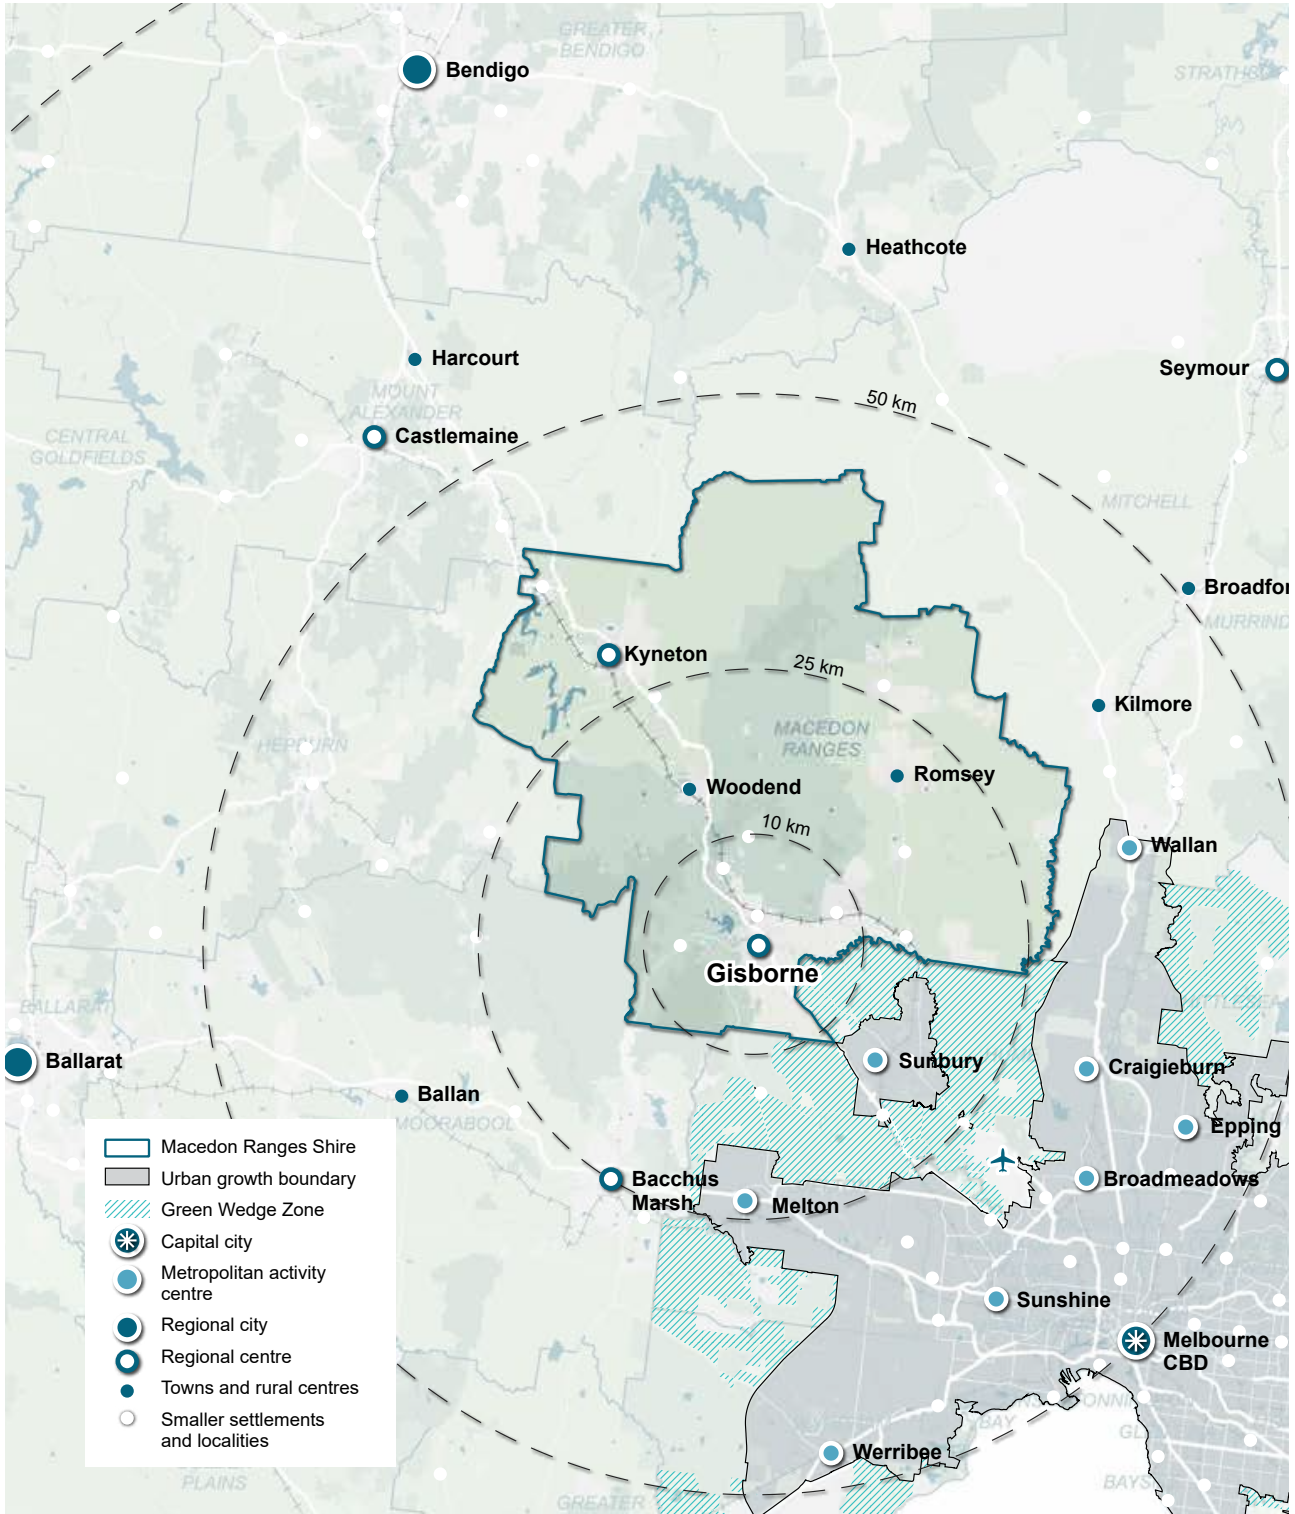 GREATER
BENDIGO
Bendigo
Heathcote
Harcourt
MOUNT
ALEXANDER
Castlemaine
CENTRAL
GOLDFIELDS
Seymour
50 km
MITCHELL
Broadfor
MURRIND
Kyneton
25 km
Kilmore
MACEDON
RANGES
HEPBURN
Woodend
Romsey
10 km
Wallan
Gisborne
BALLARAT
Ballarat
Sunbury
Craigieburn
Ballan
MOORABOOL
Epping
Bacchus
Marsh
Melton
Broadmeadows
Sunshine
Melbourne
CBD
Werribee
BAY
BAYS
PLAINS
GREATER
Macedon Ranges Shire
Urban growth boundary
Green Wedge Zone
Capital city
Metropolitan activity
centre
Regional city
Regional centre
Towns and rural centres
Smaller settlements
and localities